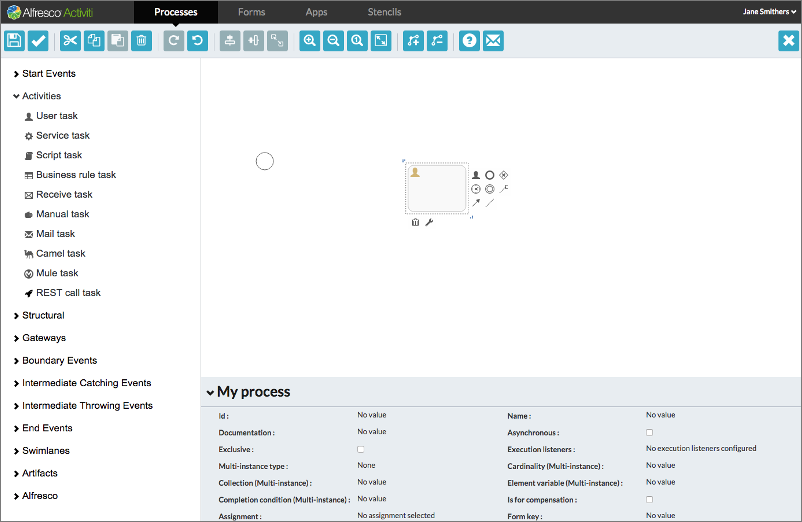 Alfresco Activiti Processes Forms Apps Stencils Jane Smithers
Start Events
Activities
User task
Service task
Script task
Business rule task
Receive task
Manual task
Mail task
Camel task
Mule task
REST call task
Structural
Gateways
Boundary Events
Intermediate Catching Events
Intermediate Throwing Events
End Events
Swimlanes
Artifacts
Alfresco
My process
Id : No value Name : No value
Documentation : No value Asynchronous :
Exclusive : Execution listeners : No execution listeners configured
Multi-instance type : None Cardinality (Multi-instance) : No value
Collection (Multi-instance) : No value Element variable (Multi-instance) : No value
Completion condition (Multi-instance) : No value Is for compensation :
Assignment : No assignment selected Form key : No value